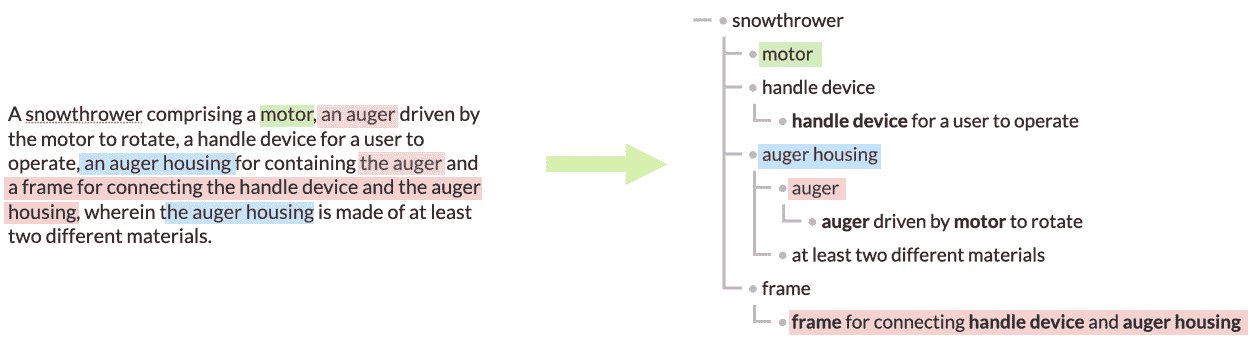 A snowthrower comprising a motor, an auger driven by
the motor to rotate, a handle device for a user to
operate, an auger housing for containing the auger and
a frame for connecting the handle device and the auger
housing, wherein the auger housing is made of at least
two different materials.
snowthrower
motor
handle device
handle device for a user to operate
auger housing
auger
auger driven by motor to rotate
at least two different materials
frame
frame for connecting handle device and auger housing